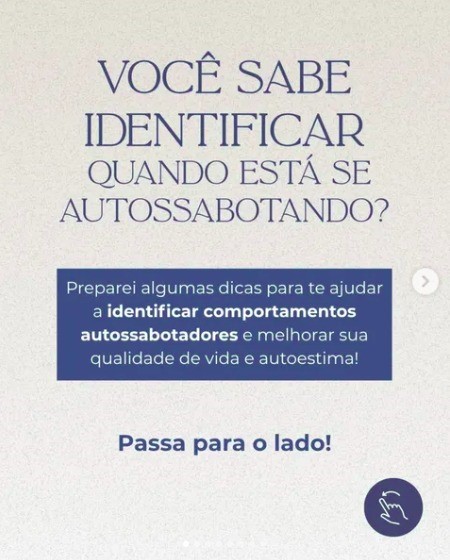 VOCÊ SABE
IDENTIFICAR
QUANDO ESTÁ SE
AUTOSSABOTANDO?
Preparei algumas dicas para te ajudar
a identificar comportamentos
autossabotadores e melhorar sua
qualidade de vida e autoestima!
Passa para o lado!